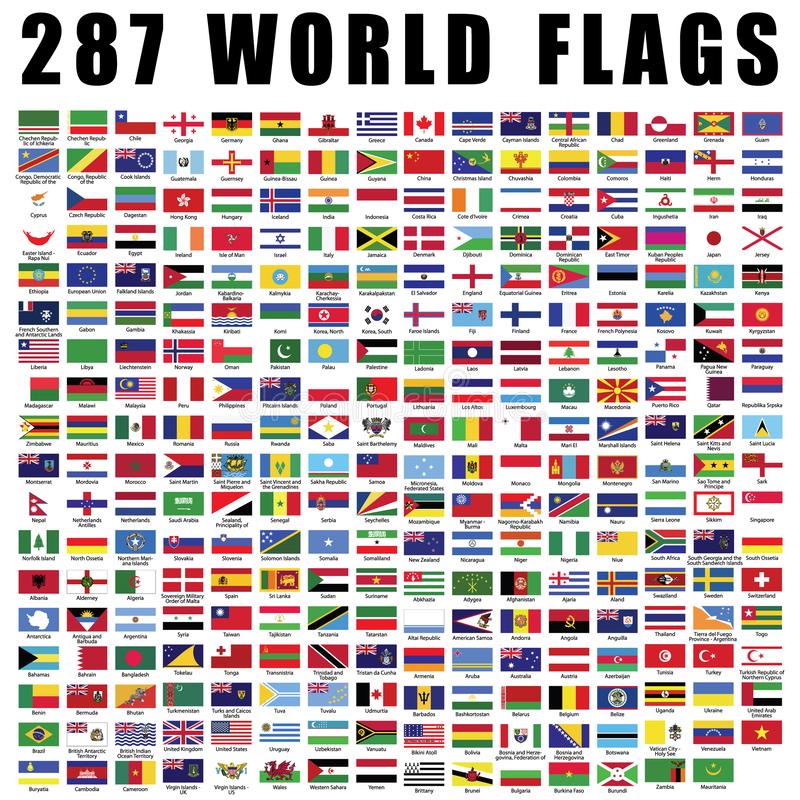 287 WORLD FLAGS
Chechen Republic of Ichkeria
Chechen Republic
Chile
Georgia
Germany
Ghana
Gibraltar
Greece
Canada
Cape Verde
Cayman Islands
Central African Republic
Chad
Greenland
Grenada
Guam
Congo, Democratic Republic of the
Congo, Republic of the
Cook Islands
Guatemala
Guernsey
Guinea-Bissau
Guinea
Guyana
China
Christmas Island
Chuvashia
Colombia
Comoros
Haiti
Herm
Honduras
Cyprus
Czech Republic
Dagestan
Hong Kong
Hungary
Iceland
India
Indonesia
Costa Rica
Cote d'Ivoire
Crimea
Croatia
Cuba
Ingushetia
Iran
Iraq
Easter Island - Rapa Nui
Ecuador
Egypt
Ireland
Isle of Man
Israel
Italy
Jamaica
Denmark
Djibouti
Dominica
Dominican Republic
East Timor
Kuban Peoples Republic
Japan
Jersey
Ethiopia
European Union
Falkland Islands
Jordan
Kabardino-Balkaria
Kalmykia
Karachay-Cherkessia
Karakalpakstan
El Salvador
England
Equatorial Guinea
Eritrea
Estonia
Karelia
Kazakhstan
Kenya
French Southern and Antarctic Lands
Gabon
Gambia
Khakassia
Kiribati
Komi
Korea, North
Korea, South
Faroe Islands
Fiji
Finland
France
French Polynesia
Kosovo
Kuwait
Kyrgyzstan
Liberia
Libya
Liechtenstein
Norway
Oman
Pakistan
Palau
Palestine
Ladonia
Laos
Latvia
Lebanon
Lesotho
Panama
Papua New Guinea
Paraguay
Madagascar
Malawi
Malaysia
Peru
Philippines
Pitcairn Islands
Poland
Portugal
Lithuania
Los Altos
Luxembourg
Macau
Macedonia
Puerto Rico
Qatar
Republika Srpska
Zimbabwe
Mauritius
Mexico
Romania
Russia
Rwanda
Saba
Saint Barthelemy
Maldives
Mali
Malta
Mari El
Marshall Islands
Saint Helena
Saint Kitts and Nevis
Saint Lucia
Montserrat
Mordovia
Morocco
Saint Martin
Saint Pierre and Miquelon
Saint Vincent and the Grenadines
Sakha Republic
Samoa
Micronesia, Federated States
Moldova
Monaco
Mongolia
Montenegro
San Marino
Sao Tome and Principe
Sark
Nepal
Netherlands Antilles
Netherlands
Saudi Arabia
Sealand, Principality of
Senegal
Serbia
Seychelles
Mozambique
Myanmar - Burma
Nagorno-Karabakh Republic
Namibia
Nauru
Sierra Leone
Sikkim
Singapore
Norfolk Island
North Ossetia
Northern Mariana Islands
Slovakia
Slovenia
Solomon Islands
Somalia
Somaliland
New Zealand
Nicaragua
Niger
Nigeria
Niue
South Africa
South Georgia and the South Sandwich Islands
South Ossetia
Albania
Alderney
Algeria
Sovereign Military Order of Malta
Spain
Sri Lanka
Sudan
Suriname
Abkhazia
Adygea
Afghanistan
Ajaria
Aland
Swaziland
Sweden
Switzerland
Antarctica
Antigua and Barbuda
Argentina
Syria
Taiwan
Tajikistan
Tanzania
Tatarstan
Altai Republic
American Samoa
Andorra
Angola
Anguilla
Thailand
Tierra del Fuego Province - Argentina
Togo
Bahamas
Bahrain
Bangladesh
Tokelau
Tonga
Transnistria
Trinidad and Tobago
Tristan da Cunha
Armenia
Aruba
Australia
Austria
Azerbaijan
Tunisia
Turkey
Turkish Republic of Northern Cyprus
Benin
Bermuda
Bhutan
Turkmenistan
Turks and Caicos Islands
Tuva
Tuvalu
Udmurtia
Barbados
Bashkortostan
Belarus
Belgium
Belize
Uganda
Ukraine
United Arab Emirates
Brazil
British Antarctic Territory
British Indian Ocean Territory
United Kingdom
United States
Uruguay
Uzbekistan
Vanuatu
Bikini Atoll
Bolivia
Bosnia and Herzegovina, Federation of
Bosnia and Herzegovina
Botswana
Vatican City - Holy See
Venezuela
Vietnam
Buryatia
Cambodia
Cameroon
Virgin Islands - UK
Virgin Islands - US
Wales
Western Sahara
Yemen
Brittany
Brunei
Bulgaria
Burkina Faso
Burundi
Zambia
Mauritania